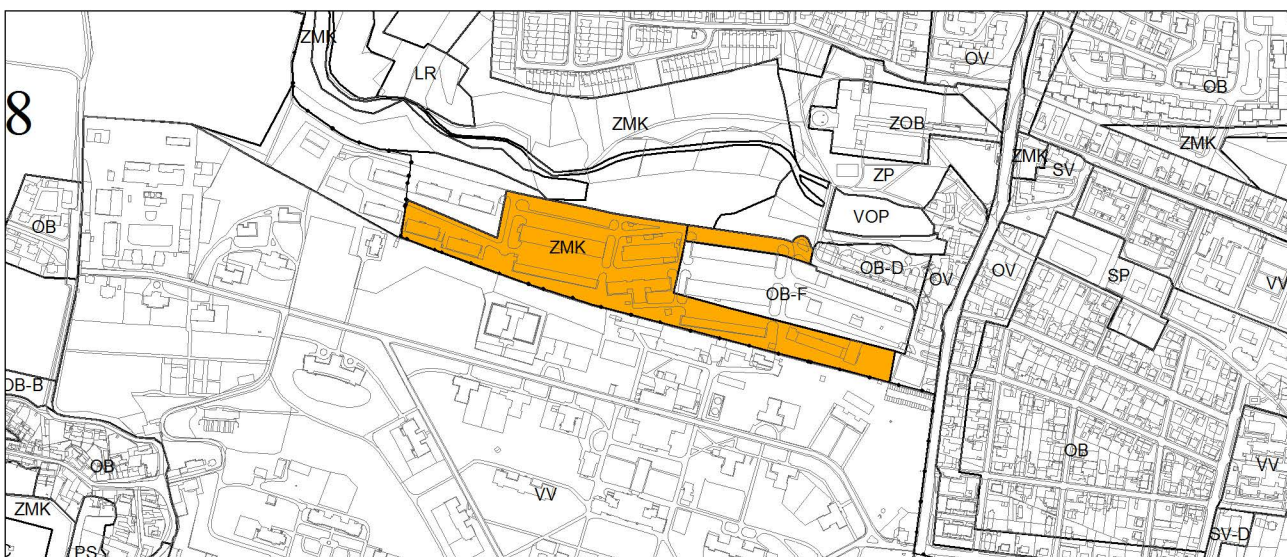 ZMK
OV
LR
OB
8
ZMK
ZOB
ZMK
ZMK
SV
ZP
OB
VOP
ZMK
OB-D
OV
OV
SP
VV
OB-F
OB-B
OB
OB
VV
VV
ZMK
SV-D
PS